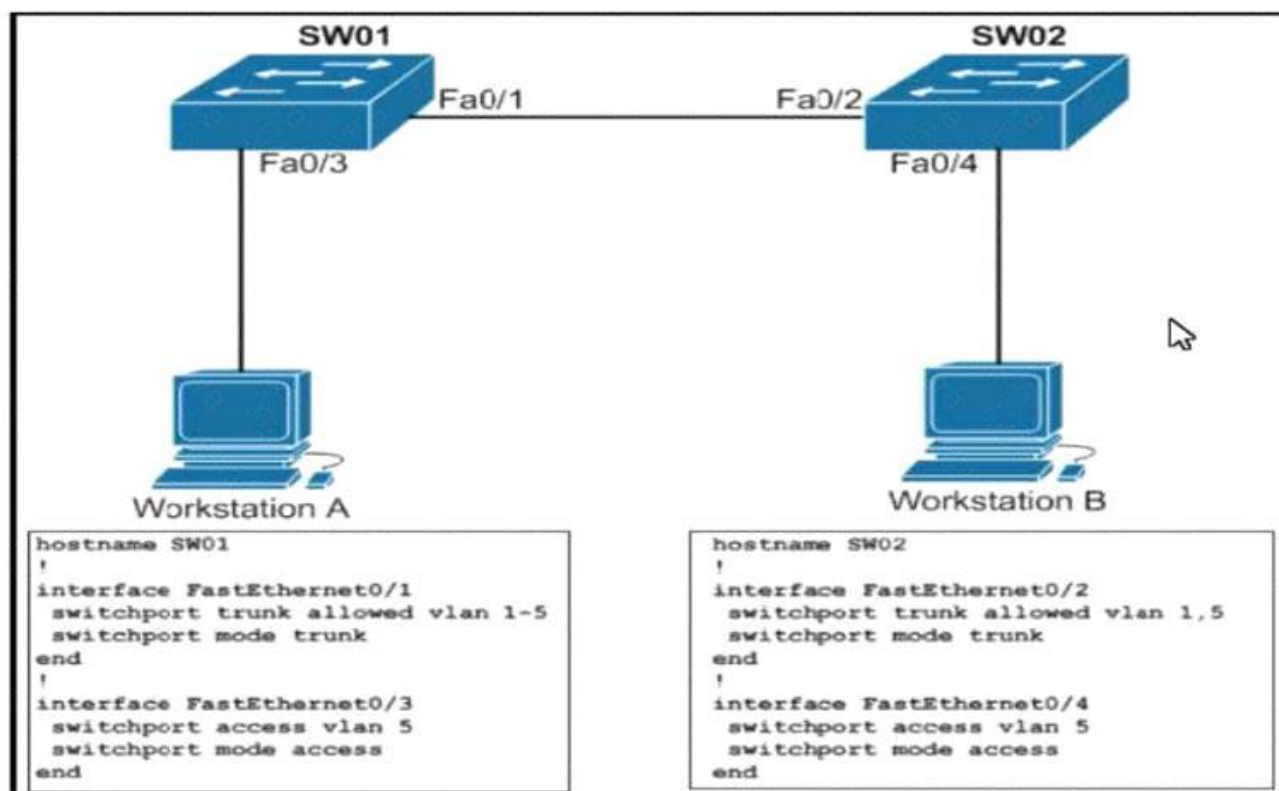 SW01
SW02
Fa0/1
Fa0/2
Fa0/3
Fa0/4
Workstation A
Workstation B
hostname SW01
!
interface FastEthernet0/1
switchport trunk allowed vlan 1-5
switchport mode trunk
end
!
interface FastEthernet0/3
switchport access vlan 5
switchport mode access
end
hostname SW02
!
interface FastEthernet0/2
switchport trunk allowed vlan 1,5
switchport mode trunk
end
!
interface FastEthernet0/4
switchport access vlan 5
switchport mode access
end